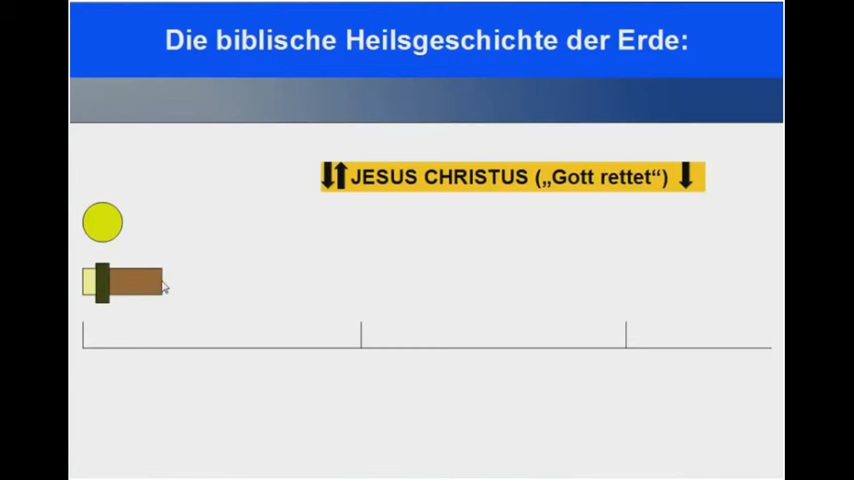 Die biblische Heilsgeschichte der Erde:
JESUS CHRISTUS („Gott rettet“)